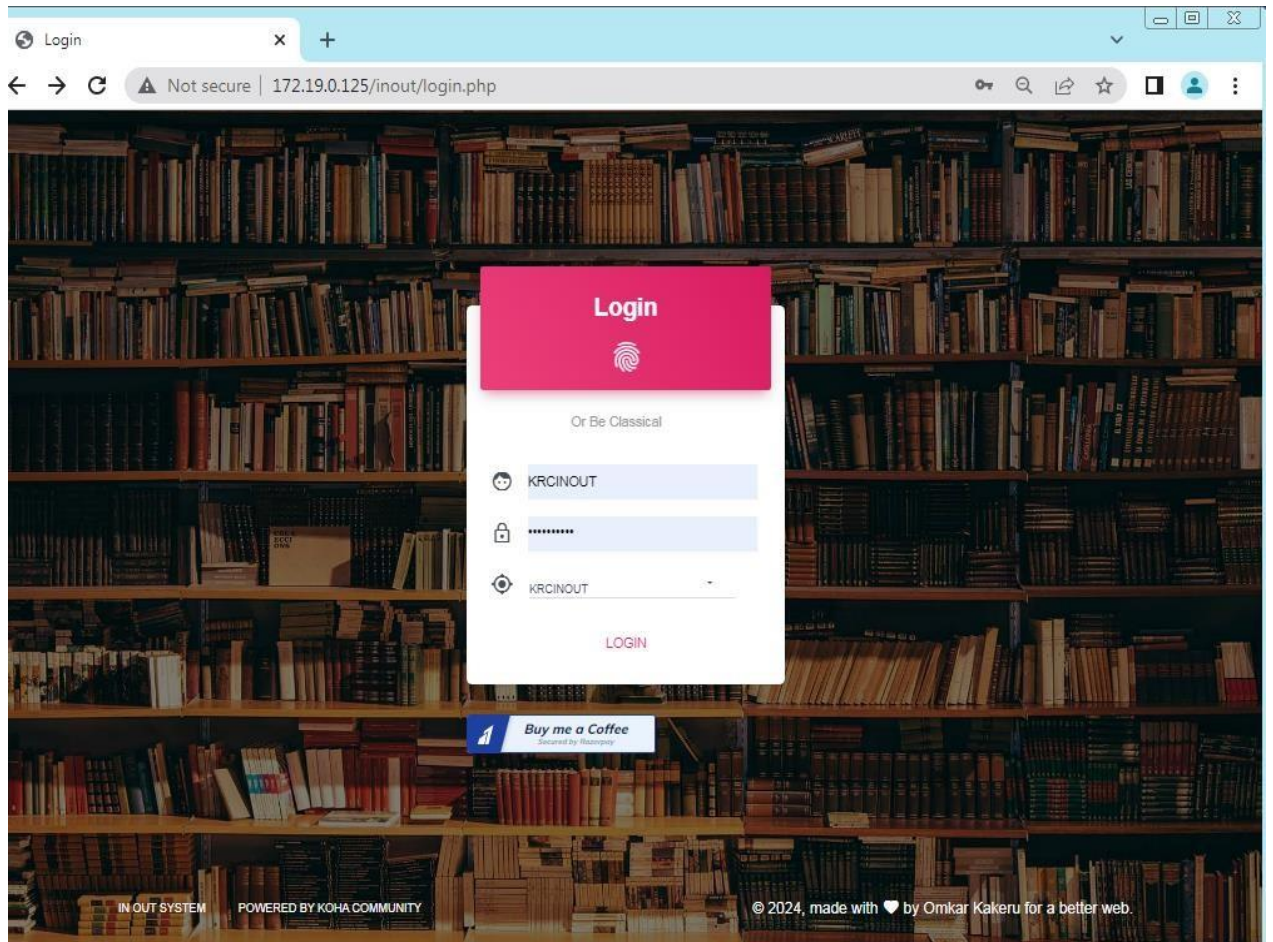 Login
Not secure | 172.19.0.125/inout/login.php
Login
Or Be Classical
KRCINOUT
••••••••••
KRCINOUT
LOGIN
Buy me a Coffee
Secured by Razorpay
IN OUT SYSTEM POWERED BY KOHA COMMUNITY © 2024, made with ♥ by Omkar Kakeru for a better web.